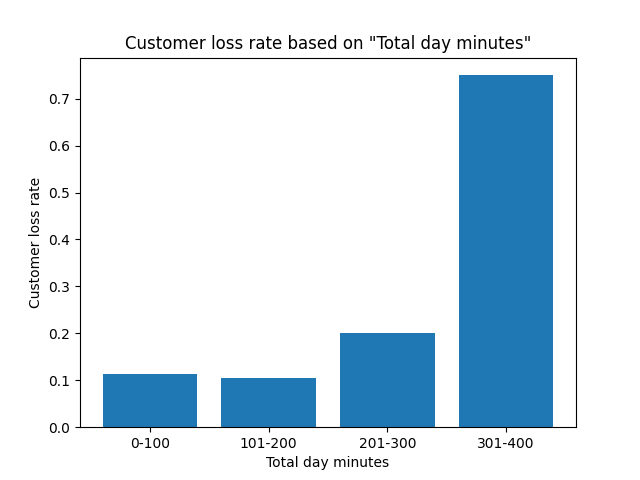 Customer loss rate based on "Total day minutes"
0.7
0.6
0.5
0.4
0.3
0.2
0.1
0.0
Customer loss rate
0-100 101-200 201-300 301-400
Total day minutes